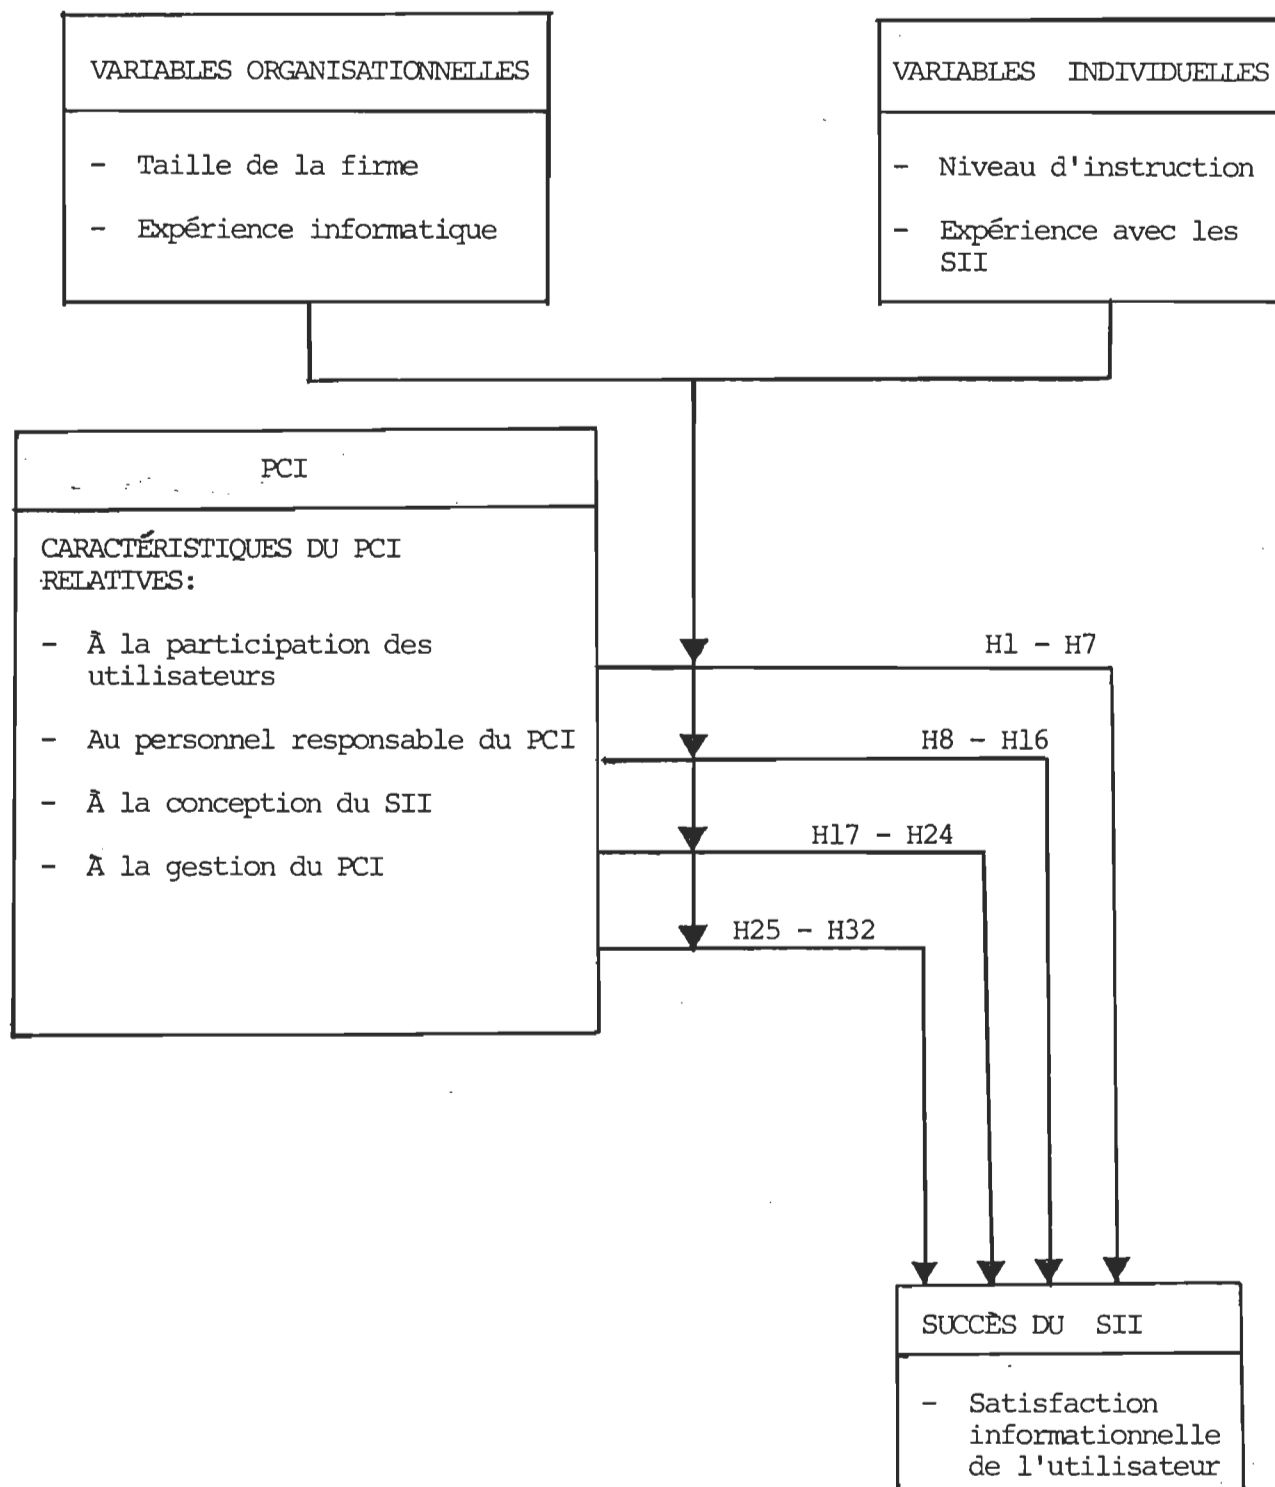 VARIABLES ORGANISATIONNELLES
- Taille de la firme
- Expérience informatique
VARIABLES INDIVIDUELLES
- Niveau d'instruction
- Expérience avec les
SII
PCI
CARACTÉRISTIQUES DU PCI
RELATIVES:
- À la participation des
utilisateurs
- Au personnel responsable du PCI
- À la conception du SII
- À la gestion du PCI
H1 - H7
H8 - H16
H17 - H24
H25 - H32
SUCCÈS DU SII
- Satisfaction
informationnelle
de l'utilisateur